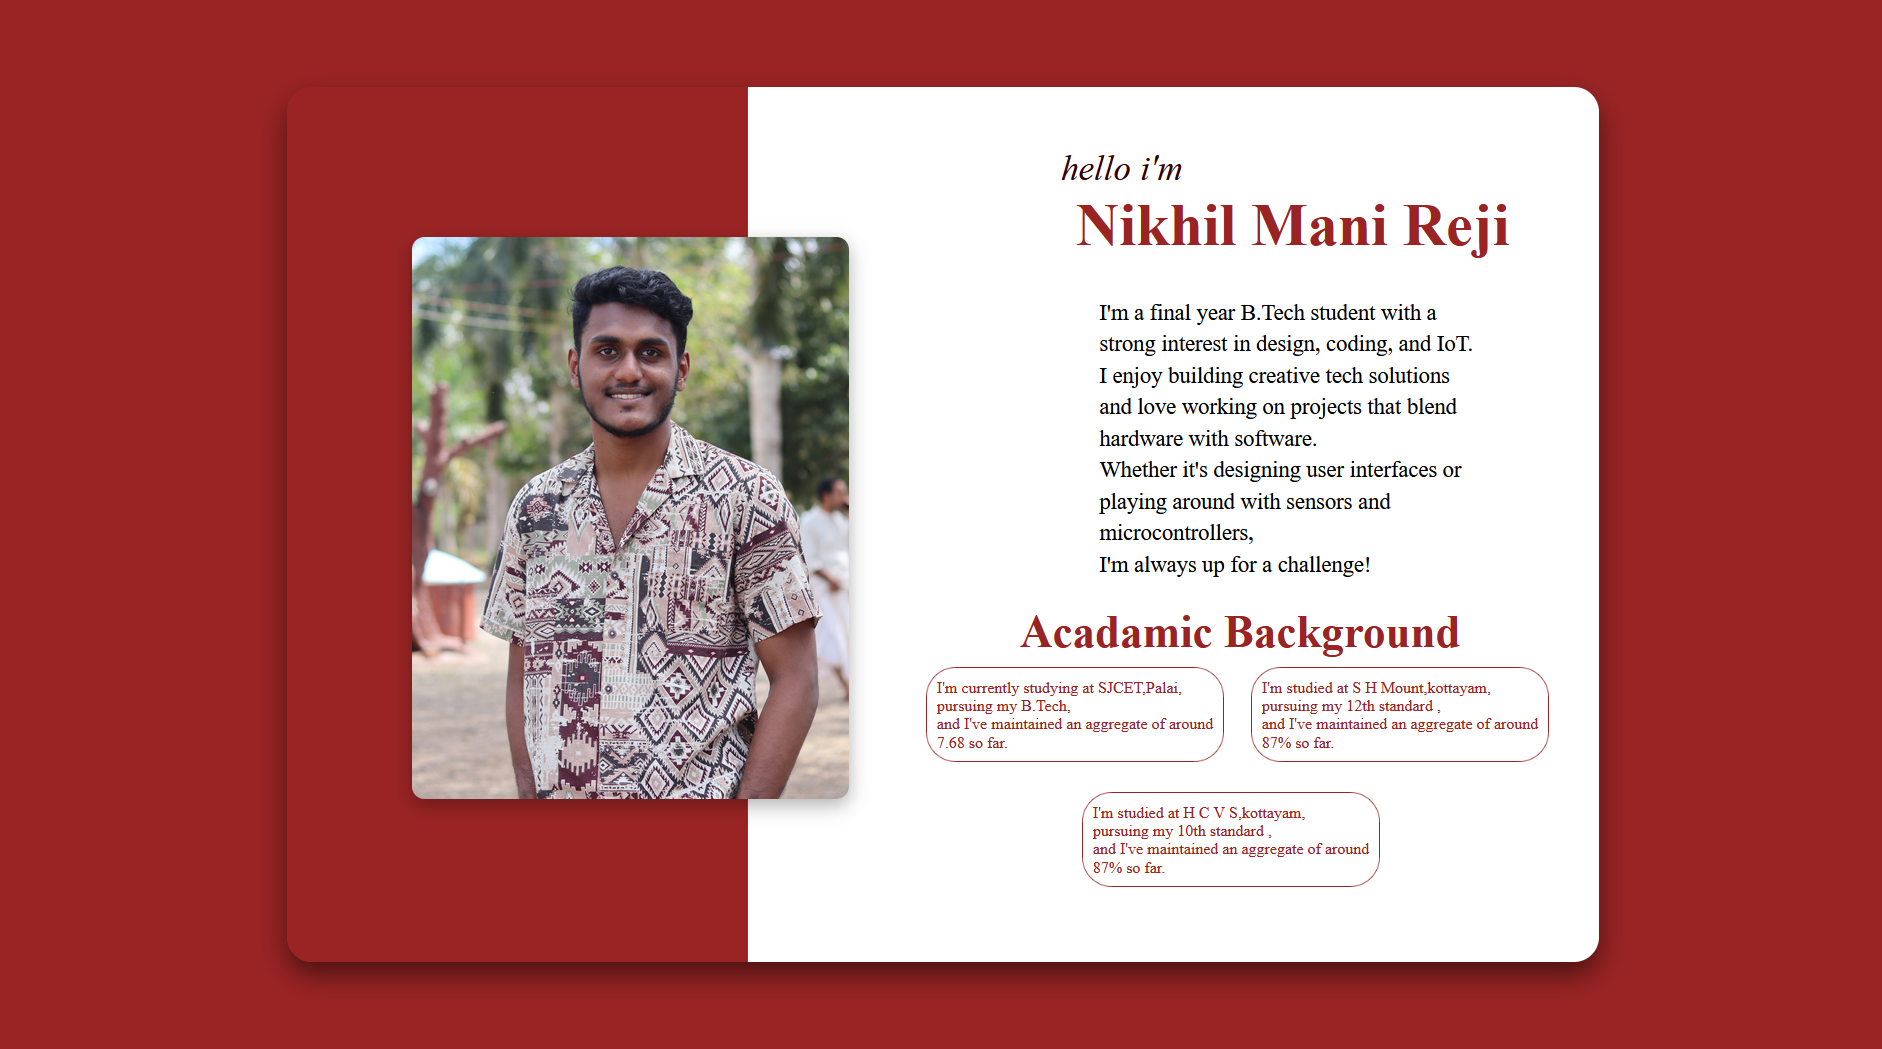 hello i'm
Nikhil Mani Reji
I'm a final year B.Tech student with a
strong interest in design, coding, and IoT.
I enjoy building creative tech solutions
and love working on projects that blend
hardware with software.
Whether it's designing user interfaces or
playing around with sensors and
microcontrollers,
I'm always up for a challenge!
Acadamic Background
I'm currently studying at SJCET,Palai,
pursuing my B.Tech,
and I've maintained an aggregate of around
7.68 so far.
I'm studied at S H Mount,kottayam,
pursuing my 12th standard ,
and I've maintained an aggregate of around
87% so far.
I'm studied at H C V S,kottayam,
pursuing my 10th standard ,
and I've maintained an aggregate of around
87% so far.